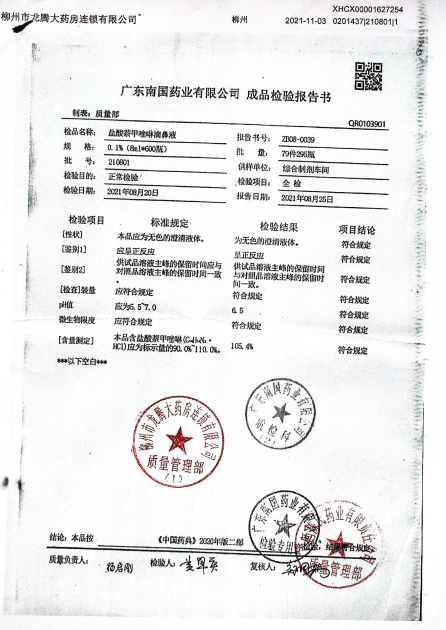 XHCX00001627254
柳州市龙腾大药房连锁有限公司 柳州 2021-11-03 0201437|210801|1
广东南国药业有限公司 成品检验报告书
制表: 质量部 QR0103901
检品名称: 盐酸萘甲唑啉滴鼻液 报告书号: ZB08-0039
规 格: 0.1% (8ml*600瓶) 批 量: 79件296瓶
批 号: 210801 供样单位: 综合制剂车间
检验目的: 正常检验 检验项目: 全 检
检验日期: 2021年08月20日 报告日期: 2021年08月25日
检验项目 标准规定 检验结果 项目结论
[性状] 本品应为无色的澄清液体。 为无色的澄清液体。 符合规定
[鉴别1] 应呈正反应 呈正反应 符合规定
[鉴别2] 供试品溶液主峰的保留时间应与对照品溶液主峰的保留时间一致。 供试品溶液主峰的保留时间与对照品溶液主峰的保留时间一致。 符合规定
[检查]装量 应符合规定 符合规定 符合规定
pH值 应为5.5~7.0 6.5 符合规定
微生物限度 应符合规定 符合规定 符合规定
[含量测定] 本品含盐酸萘甲唑啉(C₁₄H₁₄N₂·HCl)应为标示量的90.0%~110.0%。 105.4% 符合规定
***以下空白***
广东南国药业有限公司
质检科
(2)
柳州市龙腾大药房连锁有限公司
质量管理部
(1)
广东南国药业有限公司
检验专用章
质量管理部
结论: 本品按 《中国药典》2020年版二部 检验, 结果符合规定
质量负责人: 检验人: 复核人: